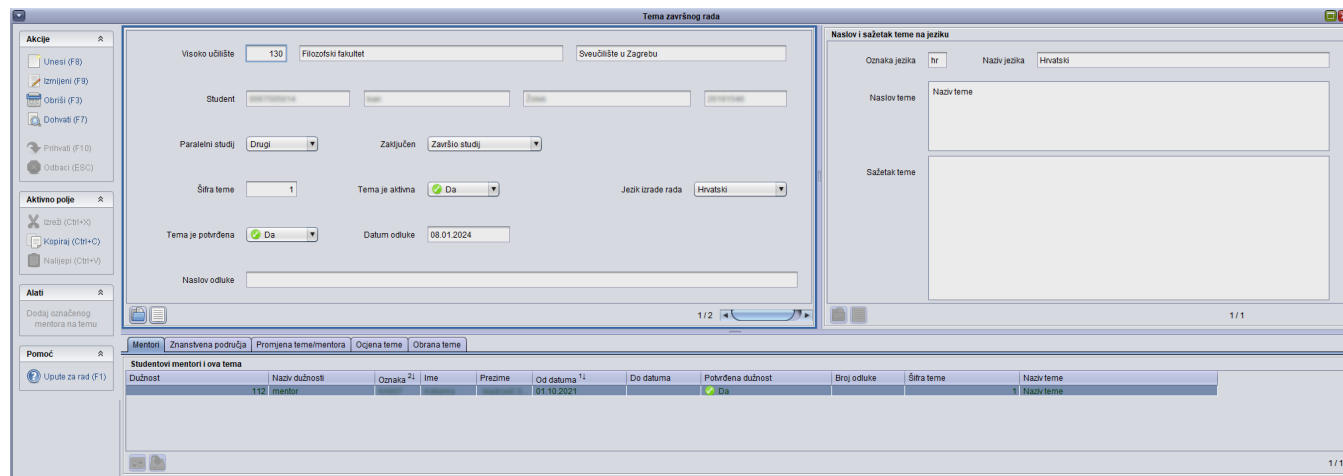 Tema završnog rada
Akcije
Unesi (F8)
Izmijeni (F9)
Obriši (F3)
Dohvati (F7)
Prihvati (F10)
Odbaci (ESC)
Aktivno polje
Izreži (Ctrl+X)
Kopiraj (Ctrl+C)
Nalijepi (Ctrl+V)
Alati
Dodaj označenog
mentora na temu
Pomoć
Upute za rad (F1)
Visoko učilište 130 Filozofski fakultet Sveučilište u Zagrebu
Student
Paralelni studij Drugi Zaključen Završio studij
Šifra teme 1 Tema je aktivna Da Jezik izrade rada Hrvatski
Tema je potvrđena Da Datum odluke 08.01.2024
Naslov odluke
1 / 2
Naslov i sažetak teme na jeziku
Oznaka jezika hr Naziv jezika Hrvatski
Naslov teme Naziv teme
Sažetak teme
1 / 1
Mentori Znanstvena područja Promjena teme/mentora Ocjena teme Obrana teme
Studentovi mentori i ova tema
Dužnost Naziv dužnosti Oznaka 2↓ Ime Prezime Od datuma 1↓ Do datuma Potvrđena dužnost Broj odluke Šifra teme Naziv teme
112 mentor 01.10.2021 Da 1 Naziv teme
1 / 1